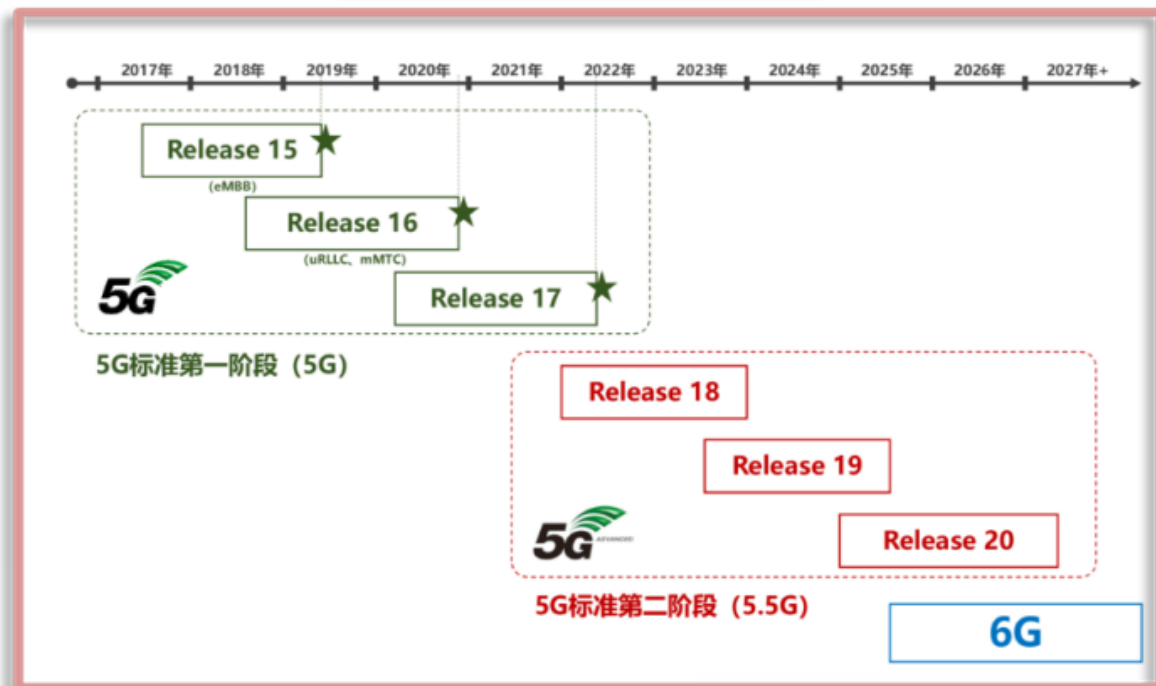 2017年 2018年 2019年 2020年 2021年 2022年 2023年 2024年 2025年 2026年 2027年+
Release 15
(eMBB)
Release 16
(uRLLC、mMTC)
Release 17
5G
5G标准第一阶段（5G）
Release 18
Release 19
Release 20
5G ADVANCED
5G标准第二阶段（5.5G）
6G